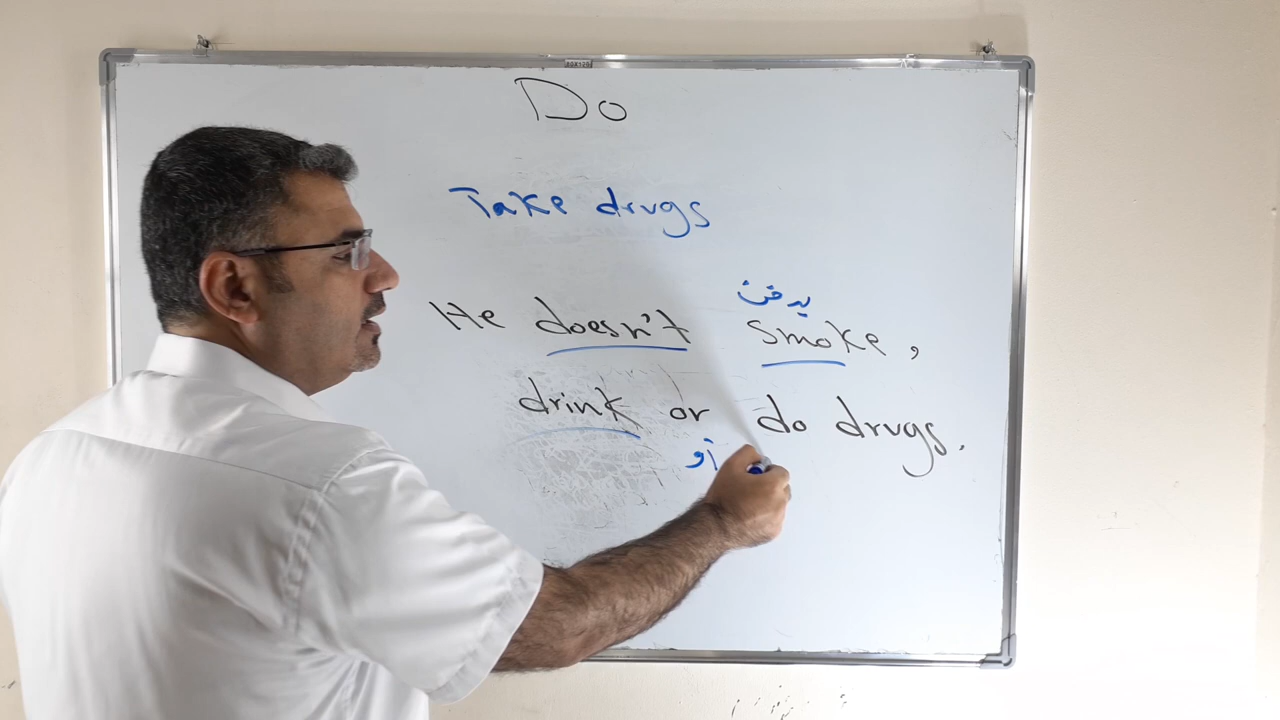 Do
Take drugs
يدخن
He doesn't smoke,
drink or do drugs.
أو